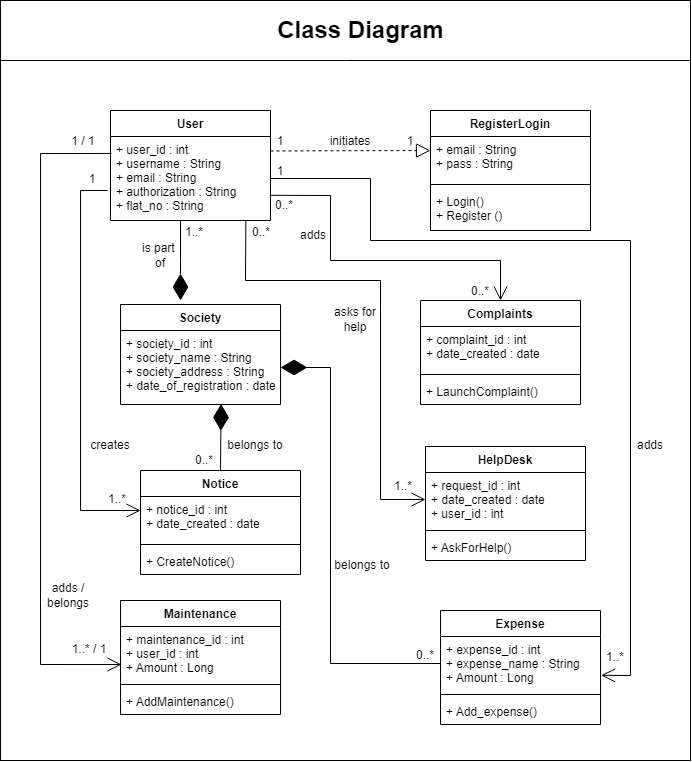 Class Diagram
User
+ user_id : int
+ username : String
+ email : String
+ authorization : String
+ flat_no : String
RegisterLogin
+ email : String
+ pass : String
+ Login()
+ Register ()
1 / 1
1
1
initiates
1
1
0..*
adds
1..*
0..*
is part
of
asks for
help
0..*
Society
+ society_id : int
+ society_name : String
+ society_address : String
+ date_of_registration : date
Complaints
+ complaint_id : int
+ date_created : date
+ LaunchComplaint()
creates
belongs to
adds
0..*
1..*
1..*
Notice
+ notice_id : int
+ date_created : date
+ CreateNotice()
HelpDesk
+ request_id : int
+ date_created : date
+ user_id : int
+ AskForHelp()
belongs to
adds /
belongs
1..* / 1
Maintenance
+ maintenance_id : int
+ user_id : int
+ Amount : Long
+ AddMaintenance()
0..*
1..*
Expense
+ expense_id : int
+ expense_name : String
+ Amount : Long
+ Add_expense()